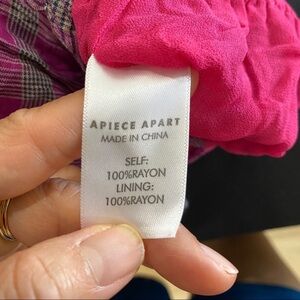 APIECE APART
MADE IN CHINA
SELF:
100%RAYON
LINING:
100%RAYON